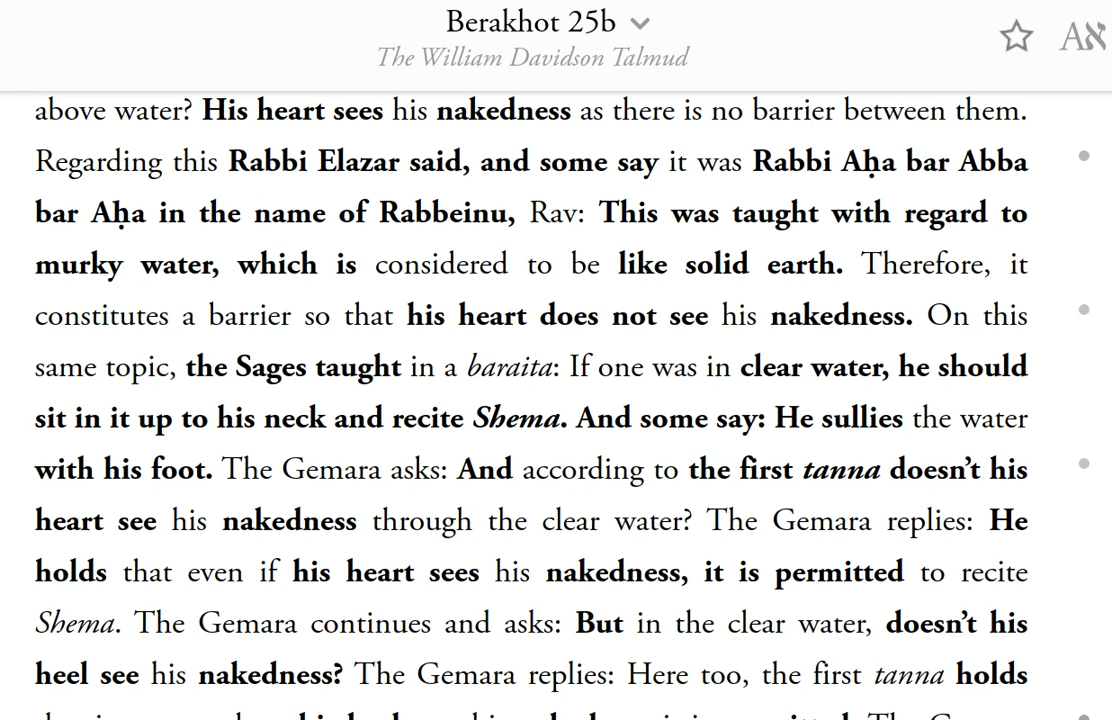 Berakhot 25b
The William Davidson Talmud
Aא
above water? His heart sees his nakedness as there is no barrier between them.
Regarding this Rabbi Elazar said, and some say it was Rabbi Aḥa bar Abba
bar Aḥa in the name of Rabbeinu, Rav: This was taught with regard to
murky water, which is considered to be like solid earth. Therefore, it
constitutes a barrier so that his heart does not see his nakedness. On this
same topic, the Sages taught in a baraita: If one was in clear water, he should
sit in it up to his neck and recite Shema. And some say: He sullies the water
with his foot. The Gemara asks: And according to the first tanna doesn’t his
heart see his nakedness through the clear water? The Gemara replies: He
holds that even if his heart sees his nakedness, it is permitted to recite
Shema. The Gemara continues and asks: But in the clear water, doesn’t his
heel see his nakedness? The Gemara replies: Here too, the first tanna holds